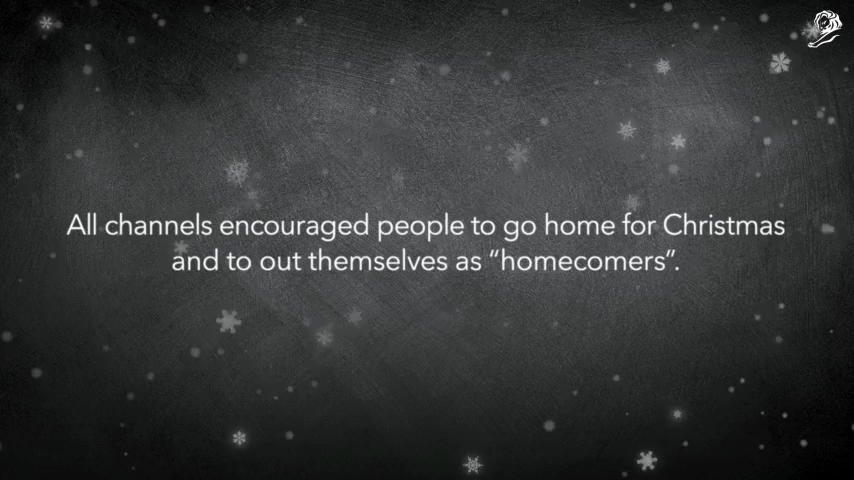 All channels encouraged people to go home for Christmas
and to out themselves as “homecomers”.